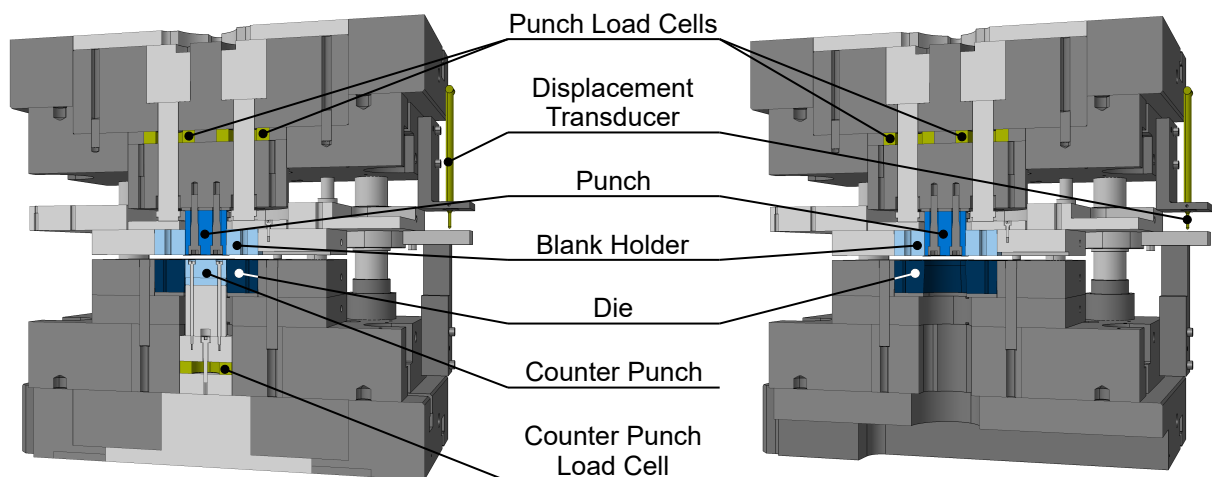 Punch Load Cells
Displacement
Transducer
Punch
Blank Holder
Die
Counter Punch
Counter Punch
Load Cell